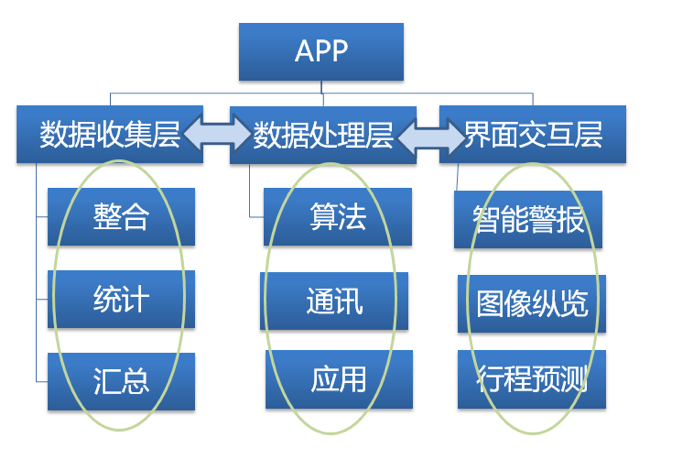 APP
数据收集层
数据处理层
界面交互层
整合
算法
智能警报
统计
通讯
图像纵览
汇总
应用
行程预测